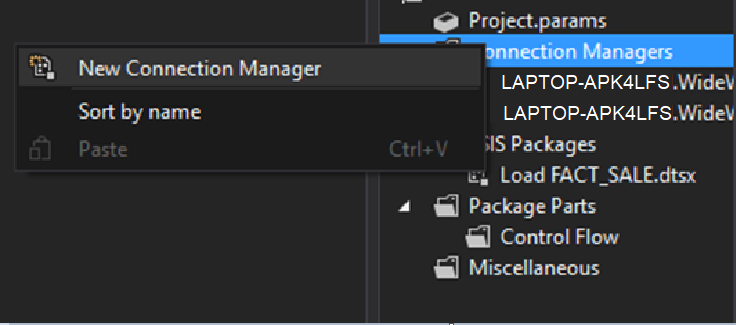 Project.params
Connection Managers
New Connection Manager
LAPTOP-APK4LFS.WideW
Sort by name
LAPTOP-APK4LFS.WideW
Paste Ctrl+V
SIS Packages
Load FACT_SALE.dtsx
Package Parts
Control Flow
Miscellaneous